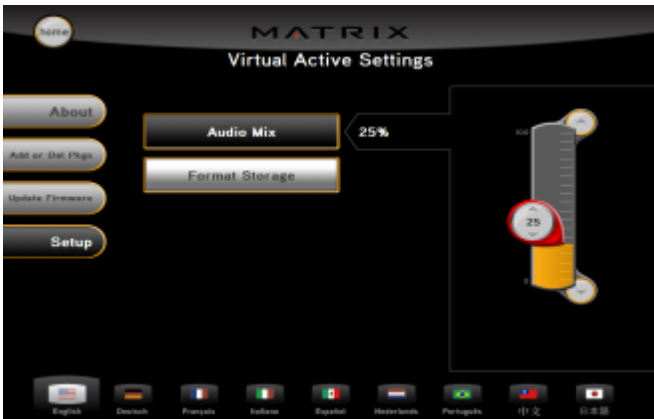 home
MATRIX
Virtual Active Settings
About
Audio Mix
25%
100
Add or Del Pkgs
Format Storage
Update Firmware
25
Setup
0
English
Deutsch
Français
Italiano
Español
Nederlands
Português
中文
日本語